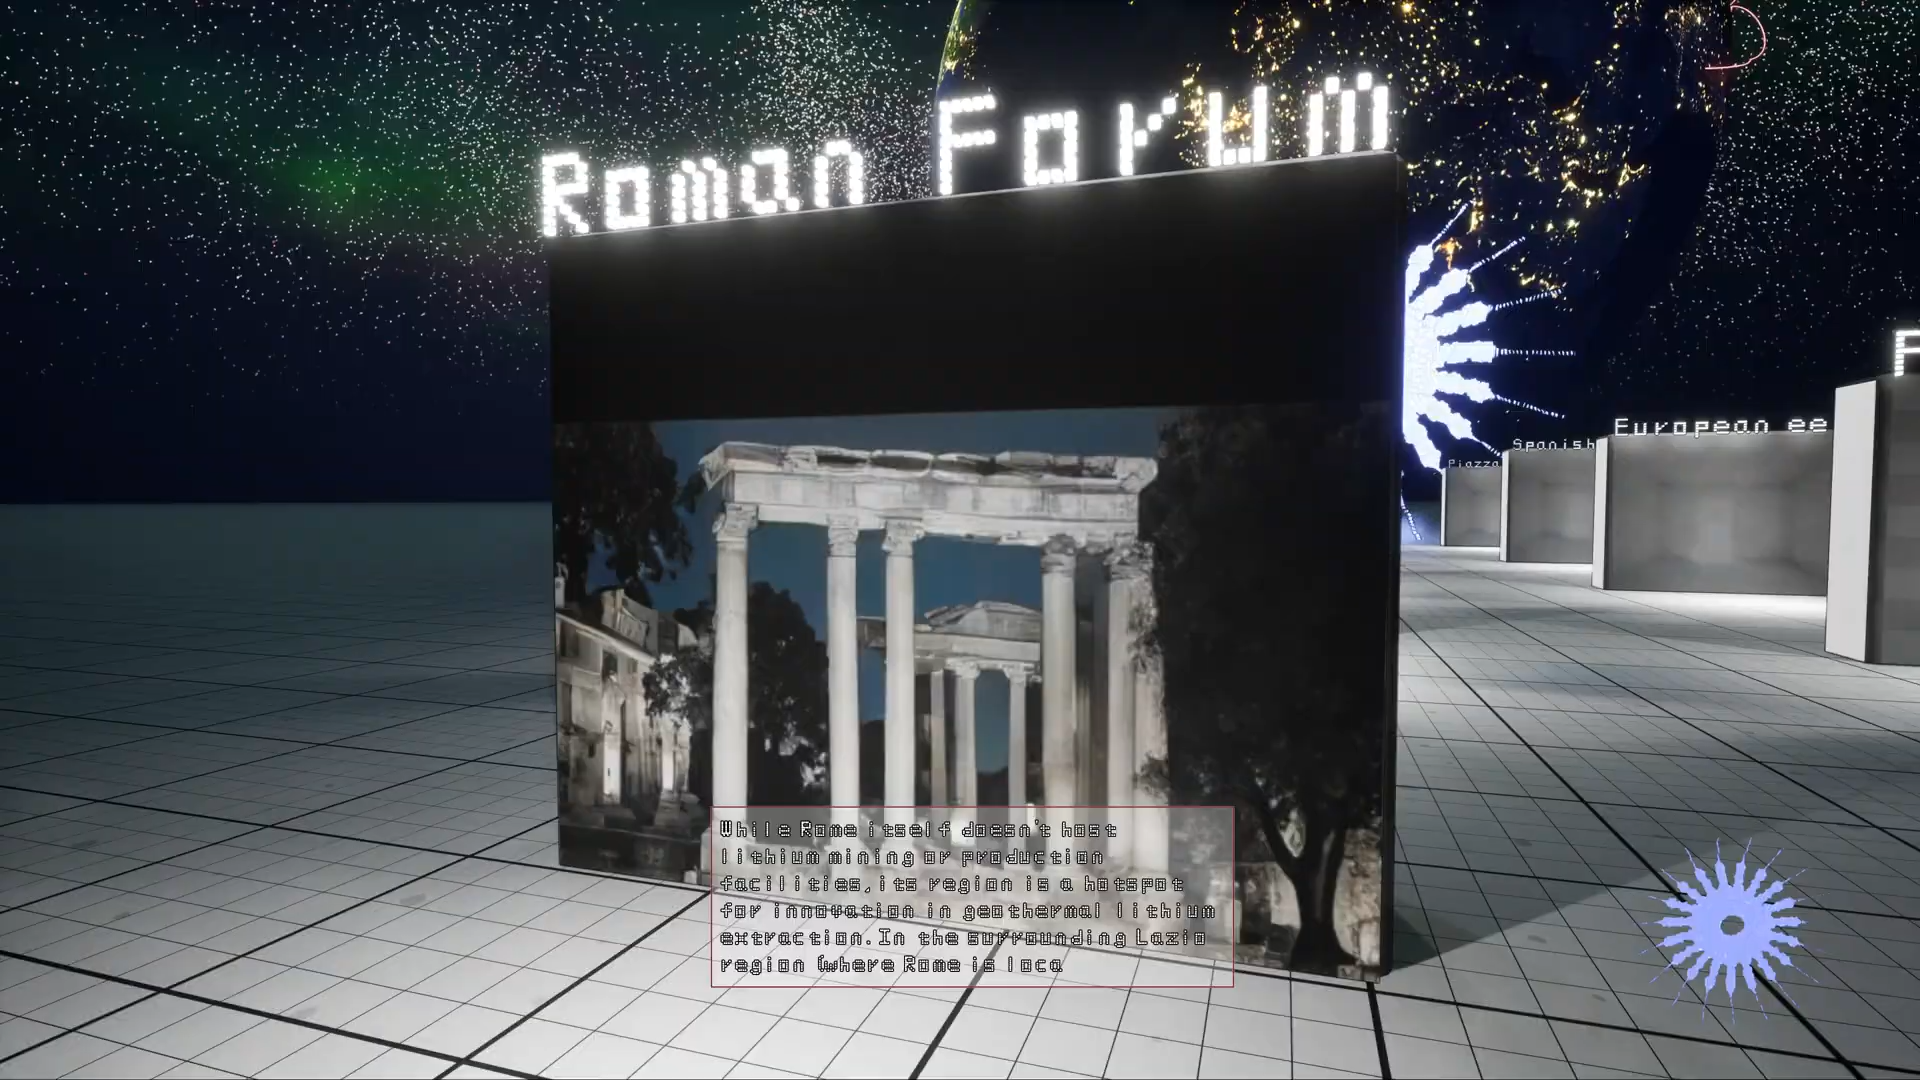 Roman Forum
European ee
Spanish
Piazza
While Rome itself doesn't host
lithium mining or production
facilities, its region is a hotspot
for innovation in geothermal lithium
extraction. In the surrounding Lazio
region (where Rome is loca